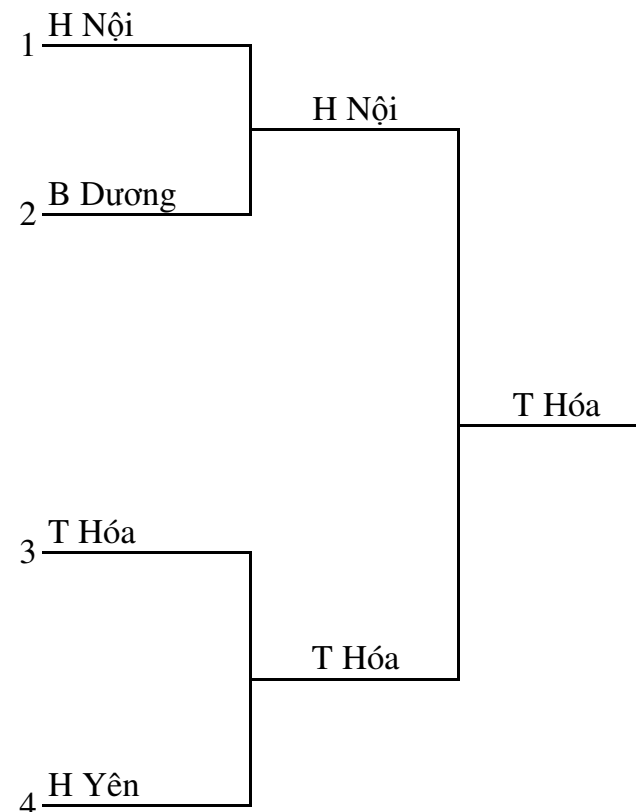 1 H Nội
H Nội
2 B Dương
T Hóa
3 T Hóa
T Hóa
4 H Yên